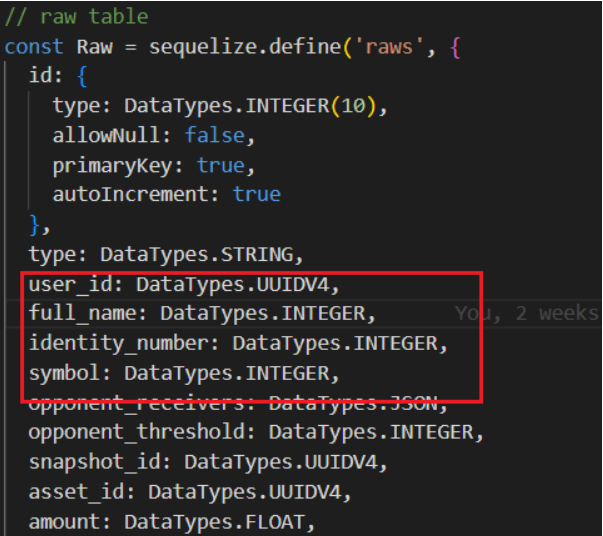 // raw table
const Raw = sequelize.define('raws', {
  id: {
    type: DataTypes.INTEGER(10),
    allowNull: false,
    primaryKey: true,
    autoIncrement: true
  },
  type: DataTypes.STRING,
  user_id: DataTypes.UUIDV4,
  full_name: DataTypes.INTEGER, You, 2 weeks
  identity_number: DataTypes.INTEGER,
  symbol: DataTypes.INTEGER,
  opponent_receivers: DataTypes.JSON,
  opponent_threshold: DataTypes.INTEGER,
  snapshot_id: DataTypes.UUIDV4,
  asset_id: DataTypes.UUIDV4,
  amount: DataTypes.FLOAT,